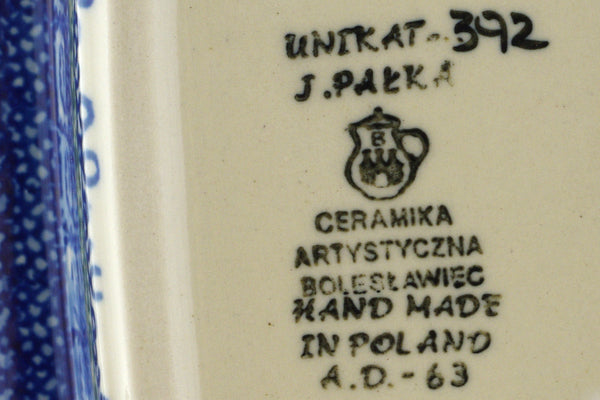 UNIKAT-392
J.PAŁKA
B
CERAMIKA
ARTYSTYCZNA
BOLESŁAWIEC
HAND MADE
IN POLAND
A.D.-63